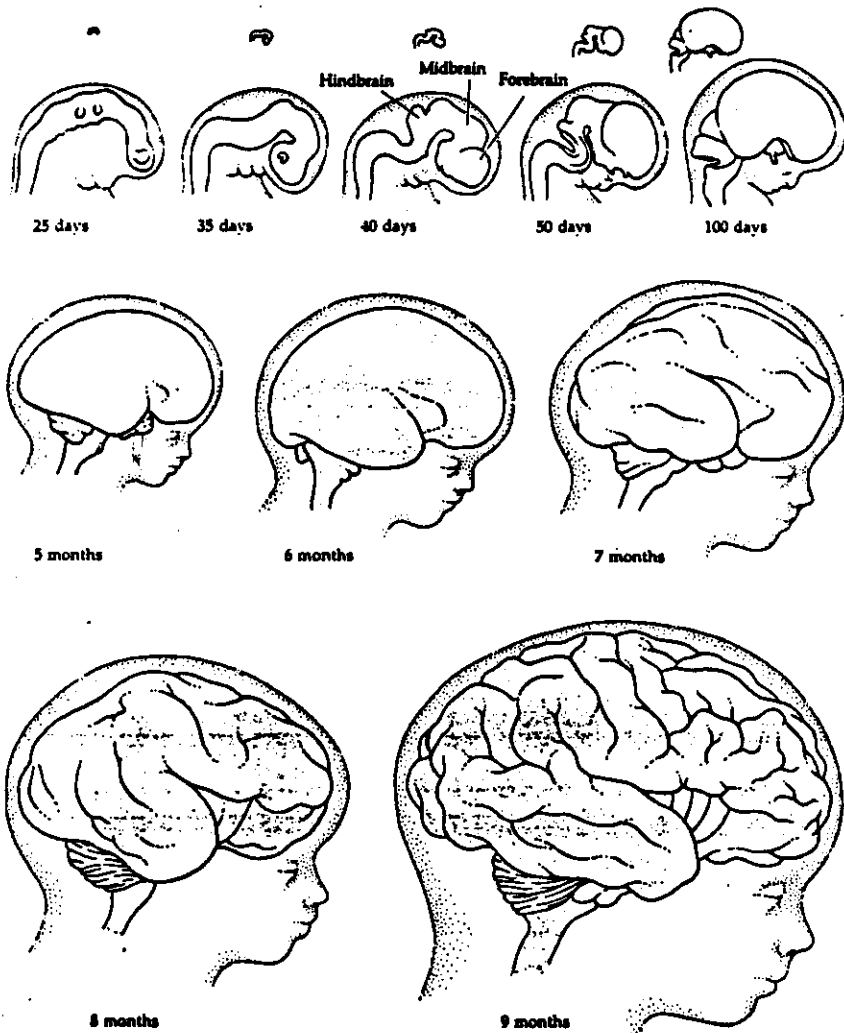 Hindbrain
Midbrain
Forebrain
25 days
35 days
40 days
50 days
100 days
5 months
6 months
7 months
8 months
9 months